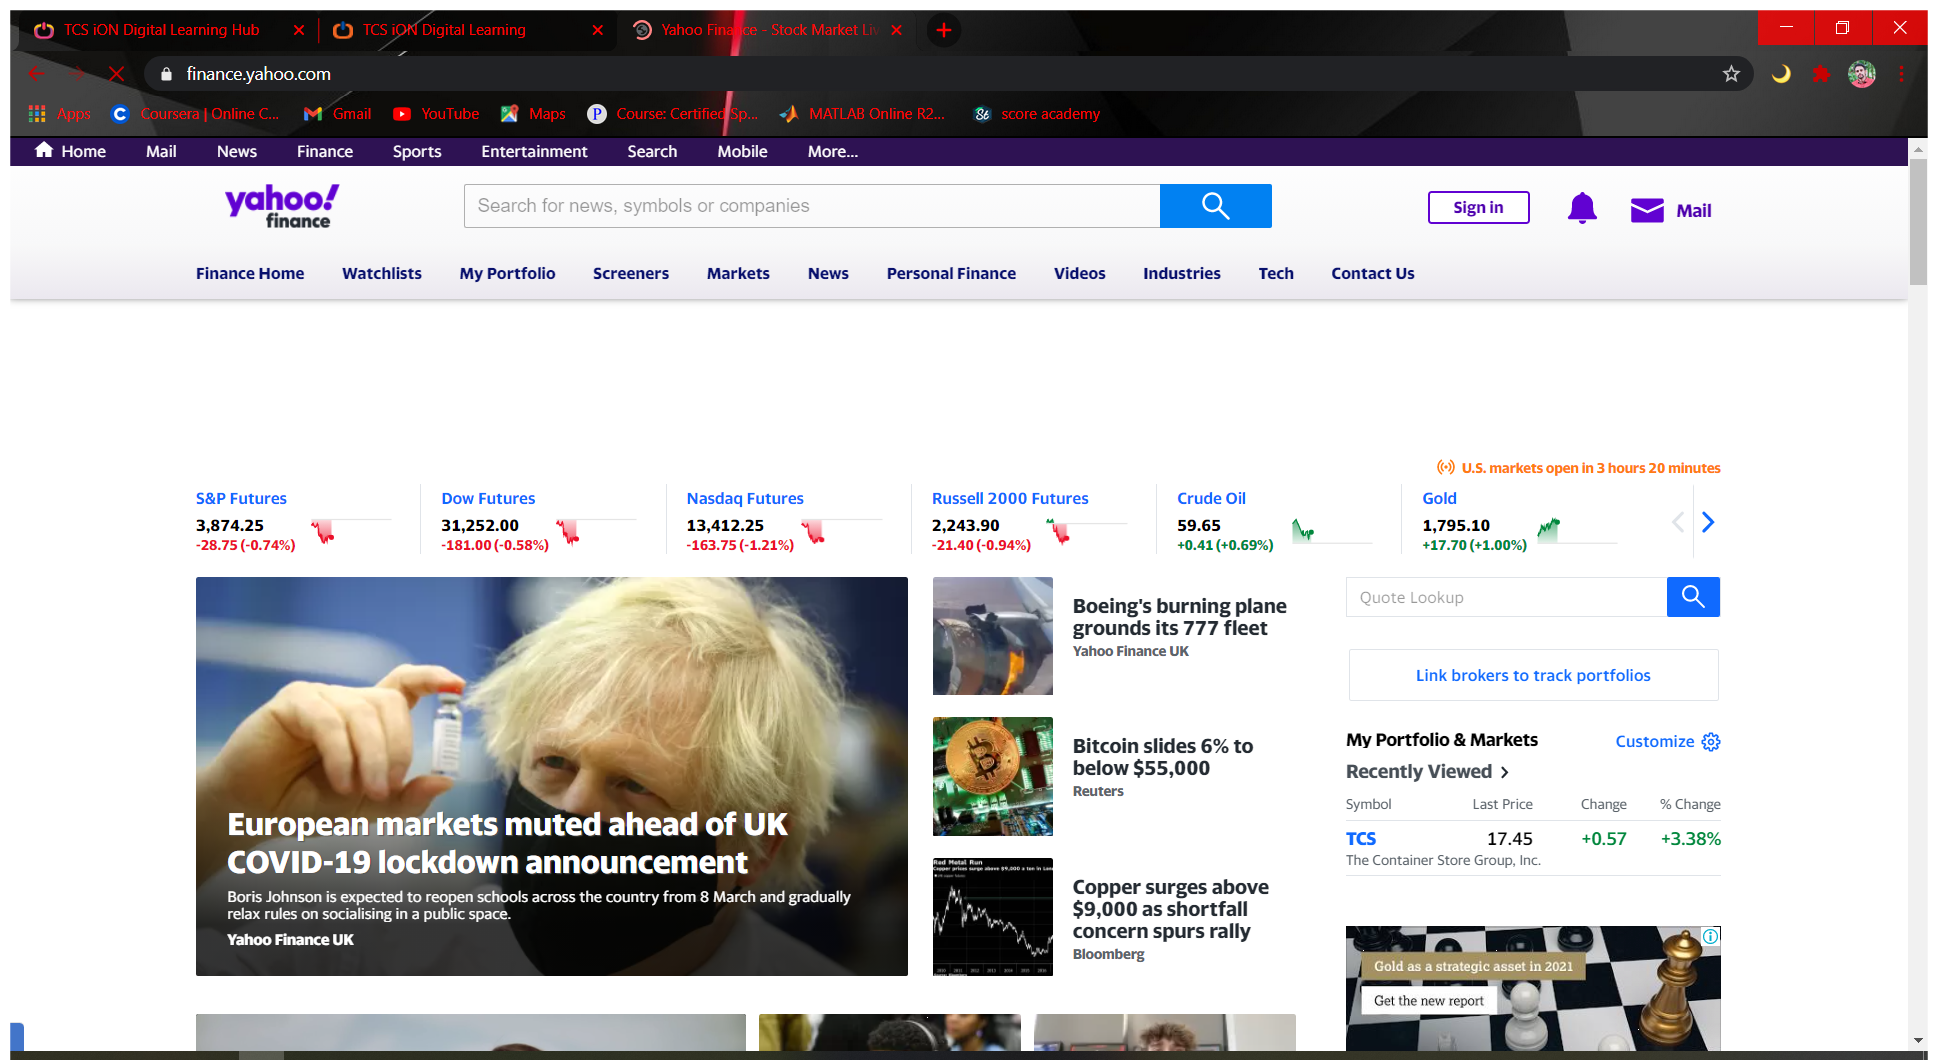 TCS iON Digital Learning Hub
TCS iON Digital Learning
Yahoo Finance - Stock Market Liv
finance.yahoo.com
Apps
Coursera | Online C...
Gmail
YouTube
Maps
Course: Certified Sp...
MATLAB Online R2...
score academy
Home Mail News Finance Sports Entertainment Search Mobile More...
yahoo!
finance
Search for news, symbols or companies
Sign in
Mail
Finance Home Watchlists My Portfolio Screeners Markets News Personal Finance Videos Industries Tech Contact Us
U.S. markets open in 3 hours 20 minutes
S&P Futures
3,874.25
-28.75 (-0.74%)
Dow Futures
31,252.00
-181.00 (-0.58%)
Nasdaq Futures
13,412.25
-163.75 (-1.21%)
Russell 2000 Futures
2,243.90
-21.40 (-0.94%)
Crude Oil
59.65
+0.41 (+0.69%)
Gold
1,795.10
+17.70 (+1.00%)
European markets muted ahead of UK
COVID-19 lockdown announcement
Boris Johnson is expected to reopen schools across the country from 8 March and gradually
relax rules on socialising in a public space.
Yahoo Finance UK
Boeing's burning plane
grounds its 777 fleet
Yahoo Finance UK
Bitcoin slides 6% to
below $55,000
Reuters
Red Metal Run
Copper surges above
$9,000 as shortfall
concern spurs rally
Bloomberg
Quote Lookup
Link brokers to track portfolios
My Portfolio & Markets
Customize
Recently Viewed
Symbol Last Price Change % Change
TCS 17.45 +0.57 +3.38%
The Container Store Group, Inc.
Gold as a strategic asset in 2021
Get the new report